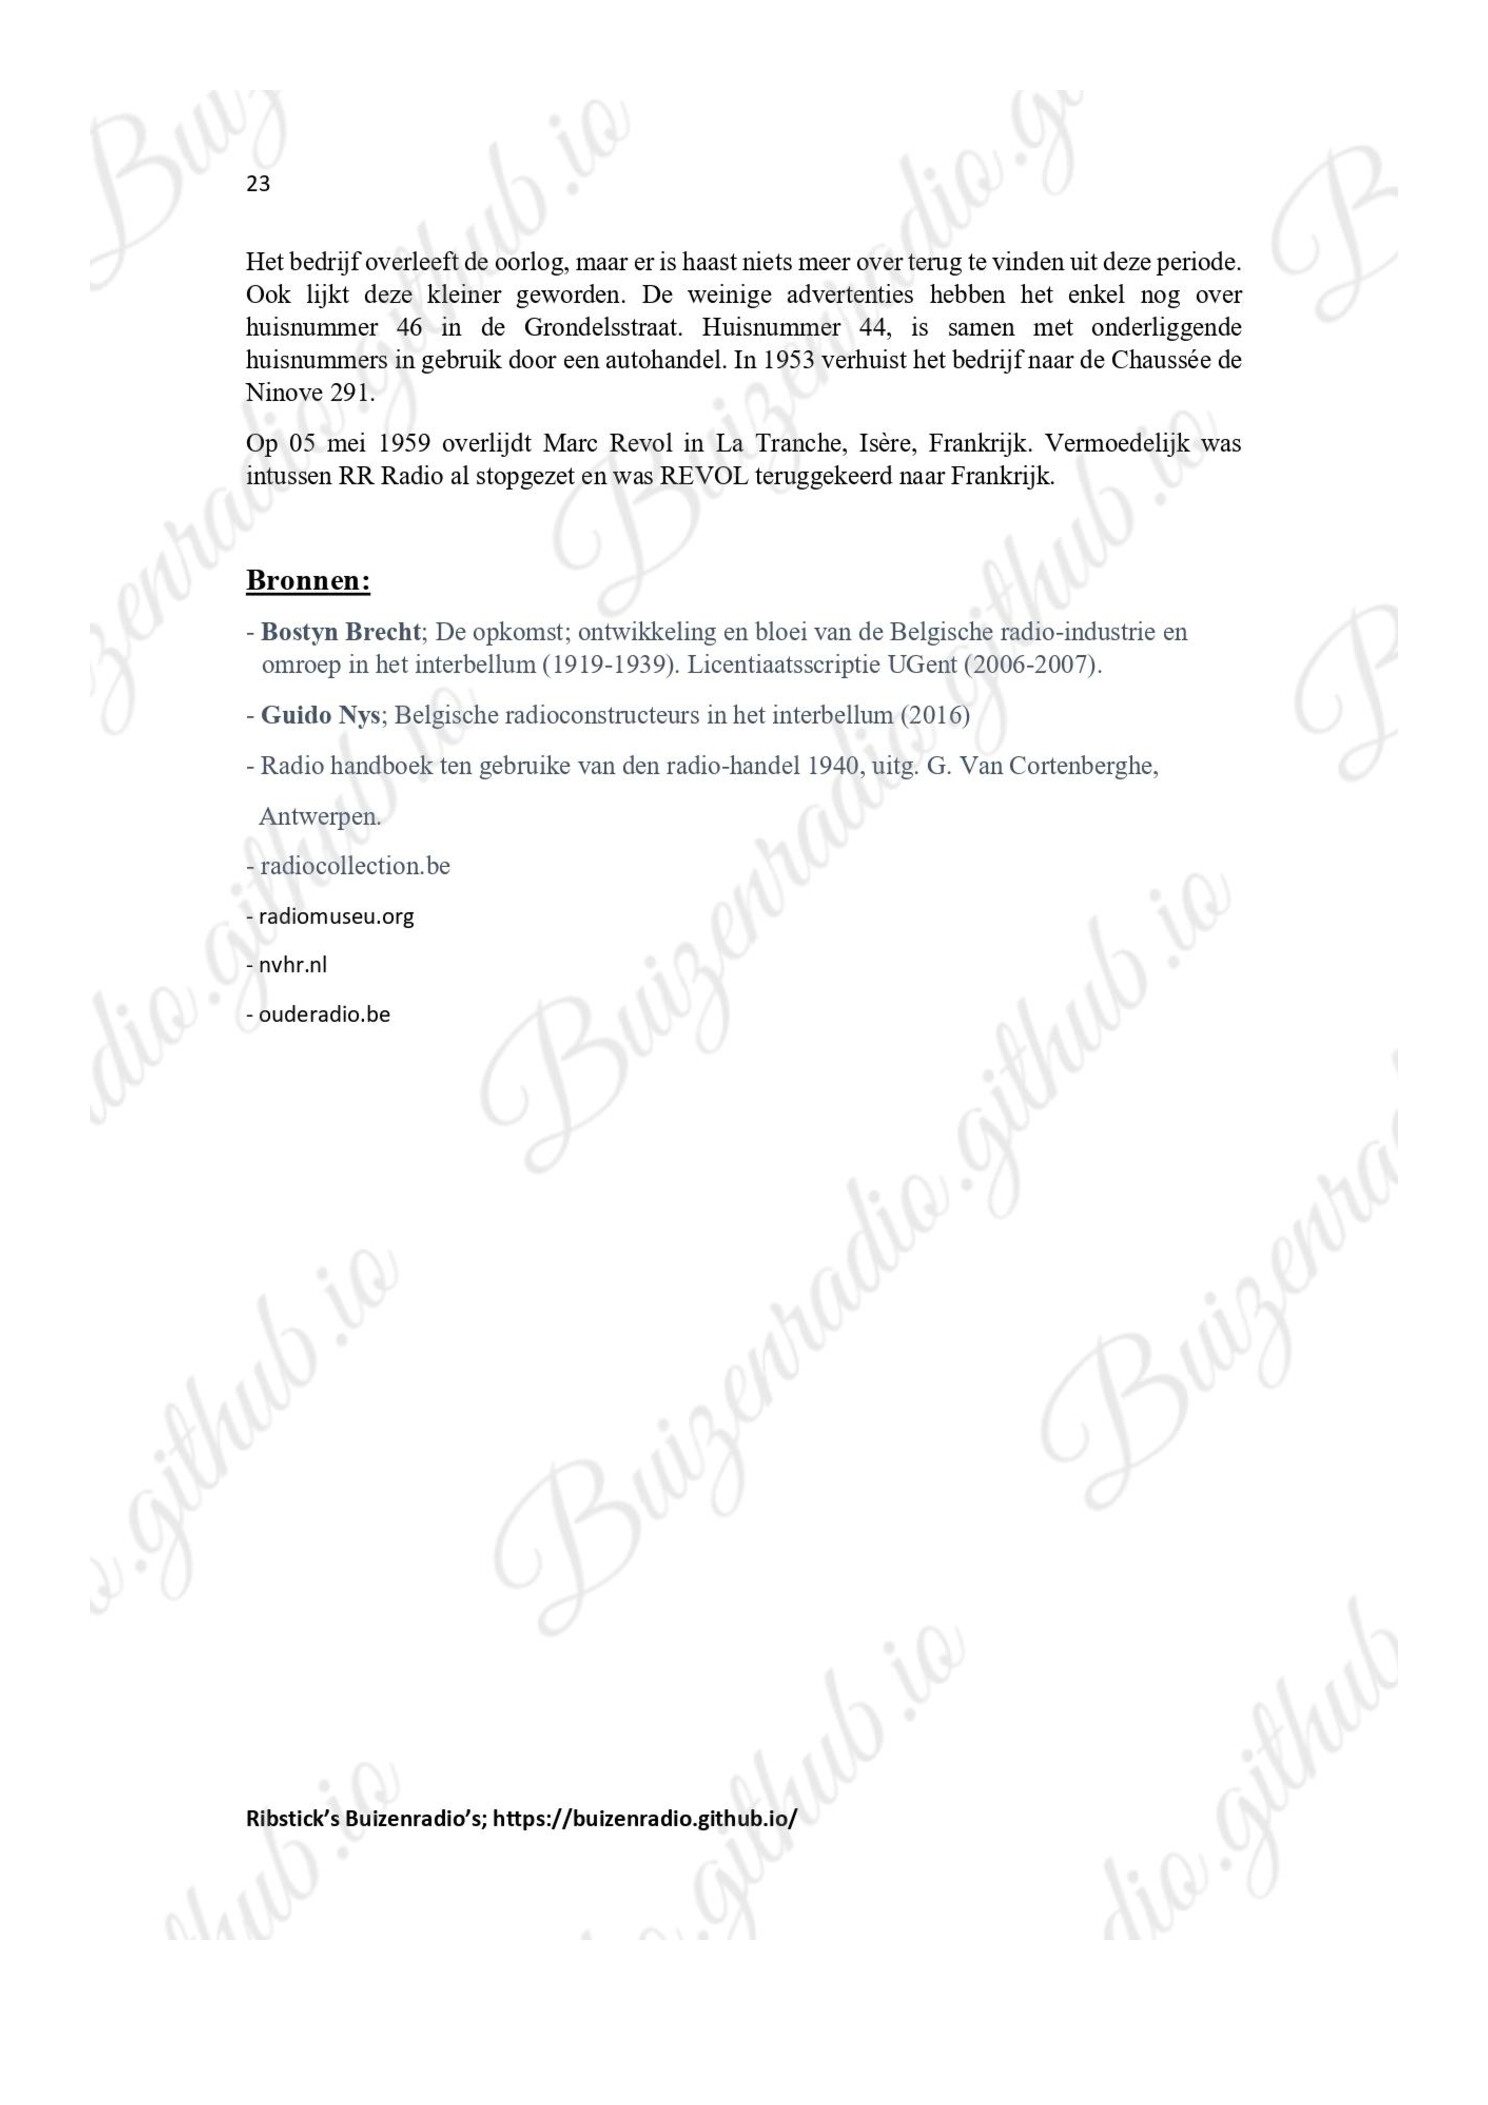 23
Het bedrijf overleeft de oorlog, maar er is haast niets meer over terug te vinden uit deze periode.
Ook lijkt deze kleiner geworden. De weinige advertenties hebben het enkel nog over
huisnummer 46 in de Grondelsstraat. Huisnummer 44, is samen met onderliggende
huisnummers in gebruik door een autohandel. In 1953 verhuist het bedrijf naar de Chaussée de
Ninove 291.
Op 05 mei 1959 overlijdt Marc Revol in La Tranche, Isère, Frankrijk. Vermoedelijk was
intussen RR Radio al stopgezet en was REVOL teruggekeerd naar Frankrijk.
Bronnen:
- Bostyn Brecht; De opkomst; ontwikkeling en bloei van de Belgische radio-industrie en
omroep in het interbellum (1919-1939). Licentiaatsscriptie UGent (2006-2007).
- Guido Nys; Belgische radioconstructeurs in het interbellum (2016)
- Radio handboek ten gebruike van den radio-handel 1940, uitg. G. Van Cortenberghe,
Antwerpen.
- radiocollection.be
- radiomuseu.org
- nvhr.nl
- ouderadio.be
Ribstick’s Buizenradio’s; https://buizenradio.github.io/
Buizenradio.github.io